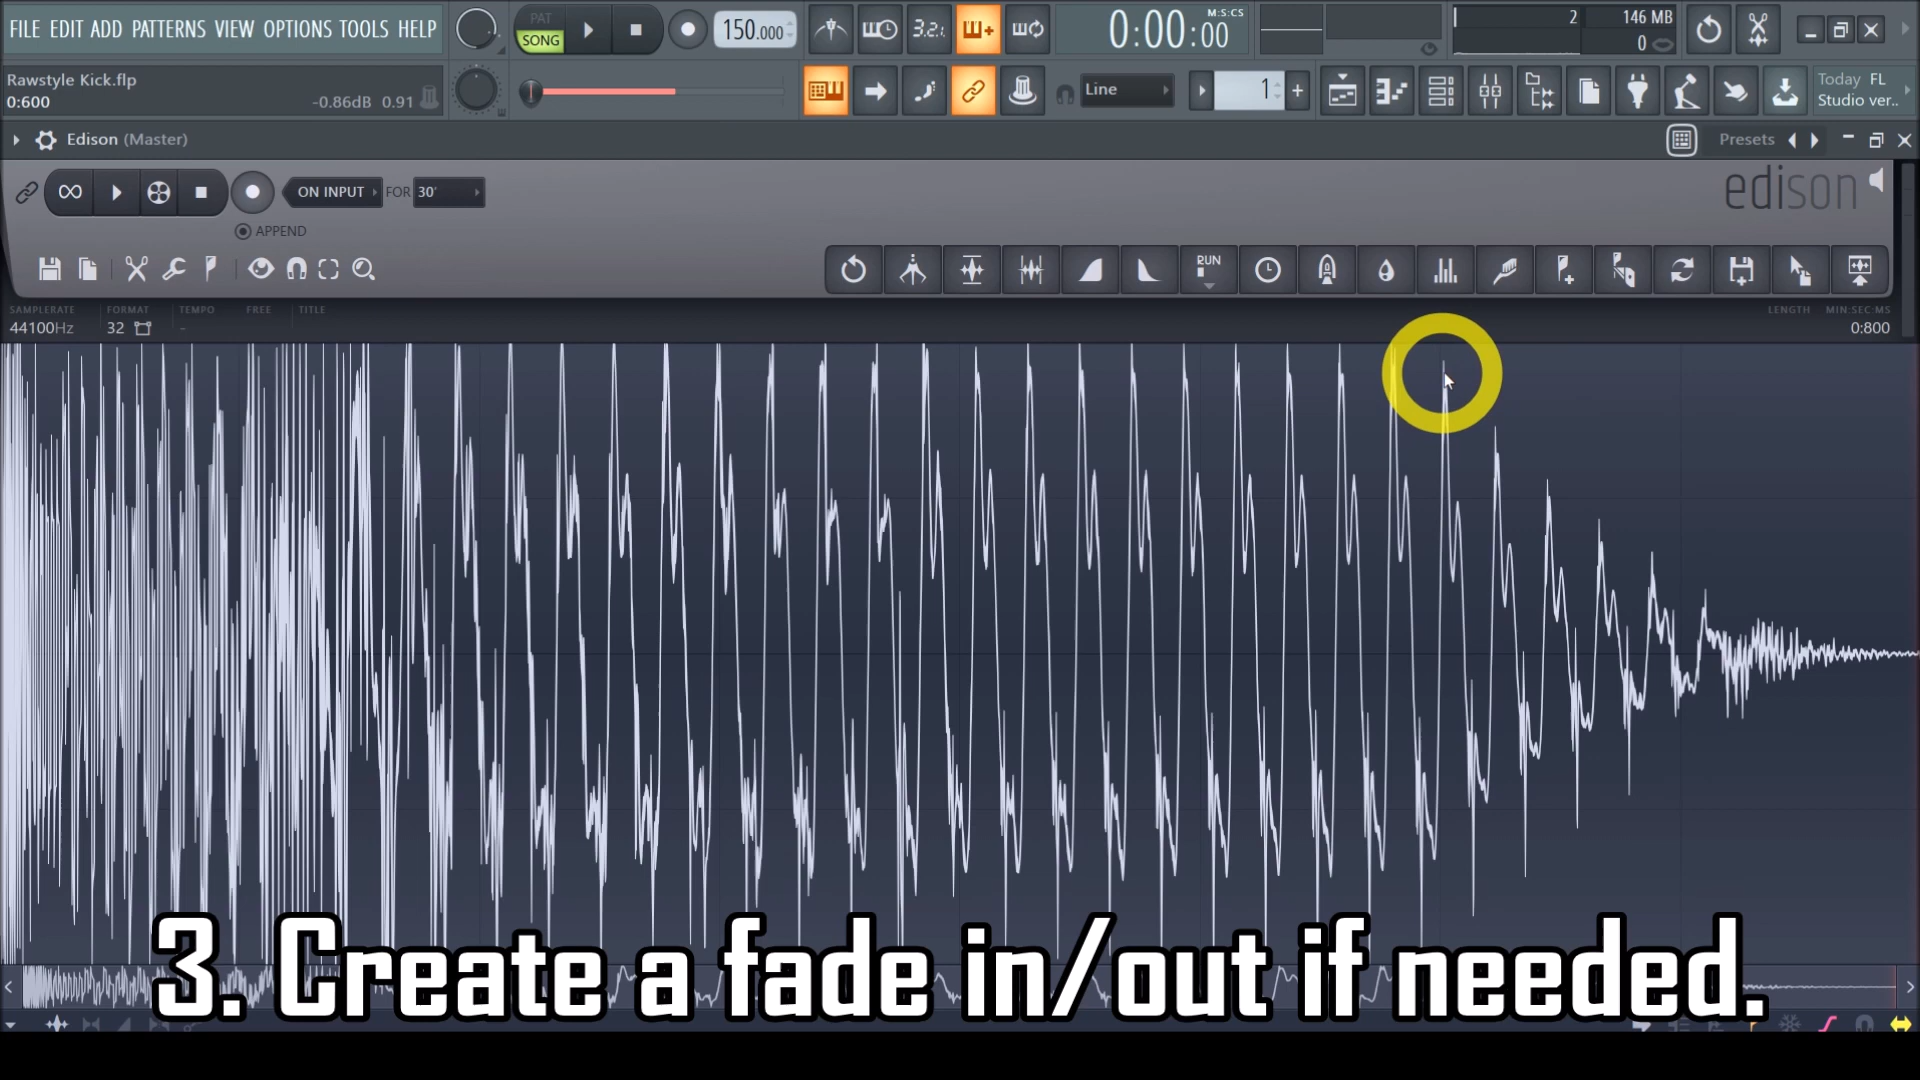 FILE EDIT ADD PATTERNS VIEW OPTIONS TOOLS HELP
PAT
SONG
150.000
3.2.1
0:00:00
M:S:CS
2
146 MB
0
Rawstyle Kick.flp
0:600
-0.86dB 0.91
Line
1
Today FL
Studio ver..
Edison (Master)
Presets
ON INPUT
FOR
30'
APPEND
edison
RUN
SAMPLERATE
44100Hz
FORMAT
32
TEMPO
-
FREE
TITLE
LENGTH
MIN:SEC:MS
0:800
3. Create a fade in/out if needed.